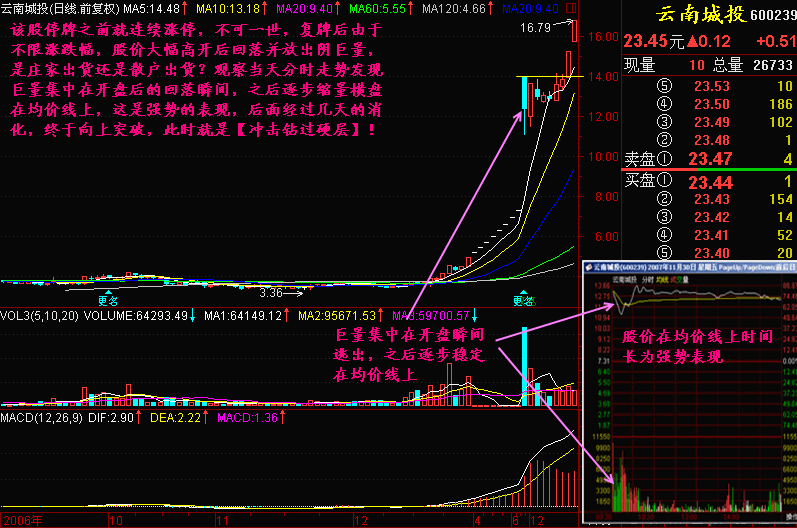 云南城投(日线.前复权) MA5:14.48↑ MA10:13.18↑ MA20:9.40↑ MA60:5.55↑ MA120:4.66↑ MA20:9.40
该股停牌之前就连续涨停，不可一世，复牌后由于
不限涨跌幅，股价大幅高开后回落并放出阴巨量，
是庄家出货还是散户出货？观察当天分时走势发现
巨量集中在开盘后的回落瞬间，之后逐步缩量横盘
在均价线上，这是强势的表现，后面经过几天的消
化，终于向上突破，此时就是【冲击钻过硬层】！
16.79
16.00
14.00
12.00
10.00
8.00
6.00
3.36
更名
更名
云南城投 600239
23.45元▲0.12 +0.51
现量 10 总量 26733
⑤ 23.53 10
④ 23.50 186
③ 23.49 102
② 23.48 1
卖盘① 23.47 4
买盘① 23.44 1
② 23.43 154
③ 23.42 14
④ 23.41 52
⑤ 23.40 20
云南城投(600239) 2007年11月30日 星期五 PageUp/PageDown:前后日
云南城投 分时 均线 成交量
股价在均价线上时间
长为强势表现
VOL3(5,10,20) VOLUME:64293.49↓ MA1:64149.12↑ MA2:95671.53↑ MA3:59700.57↓
巨量集中在开盘瞬间
逃出，之后逐步稳定
在均价线上
MACD(12,26,9) DIF:2.90↑ DEA:2.22↑ MACD:1.36↑
2006年 10 11 12 4 6 12